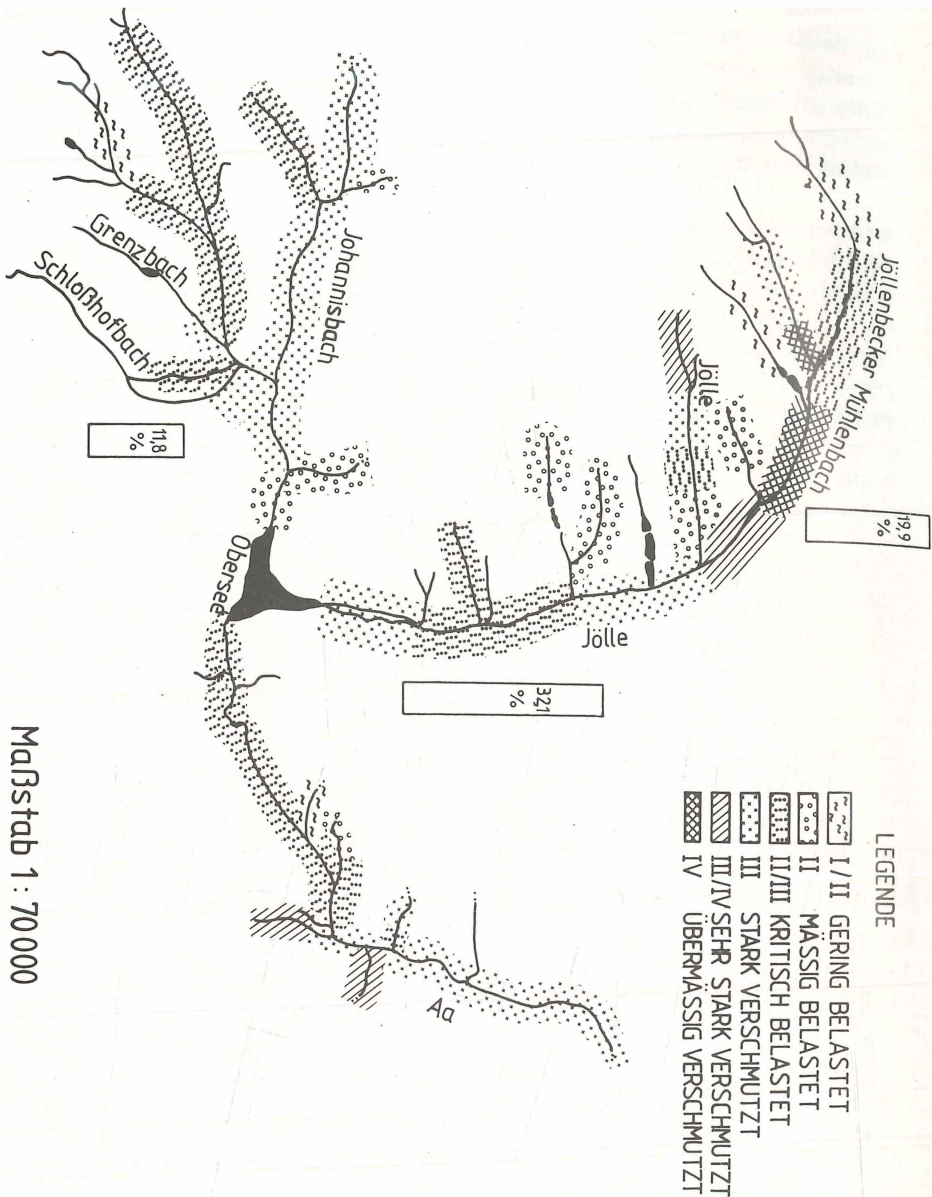 Jöllenbecker Mühlenbach
19,9
%
Jölle
Jölle
32,1
%
Johannisbach
Grenzbach
Schloßhofbach
11,8
%
Obersee
Aa
LEGENDE
I/II GERING BELASTET
II MÄSSIG BELASTET
II/III KRITISCH BELASTET
III STARK VERSCHMUTZT
III/IV SEHR STARK VERSCHMUTZT
IV ÜBERMÄSSIG VERSCHMUTZT
Maßstab 1: 70000